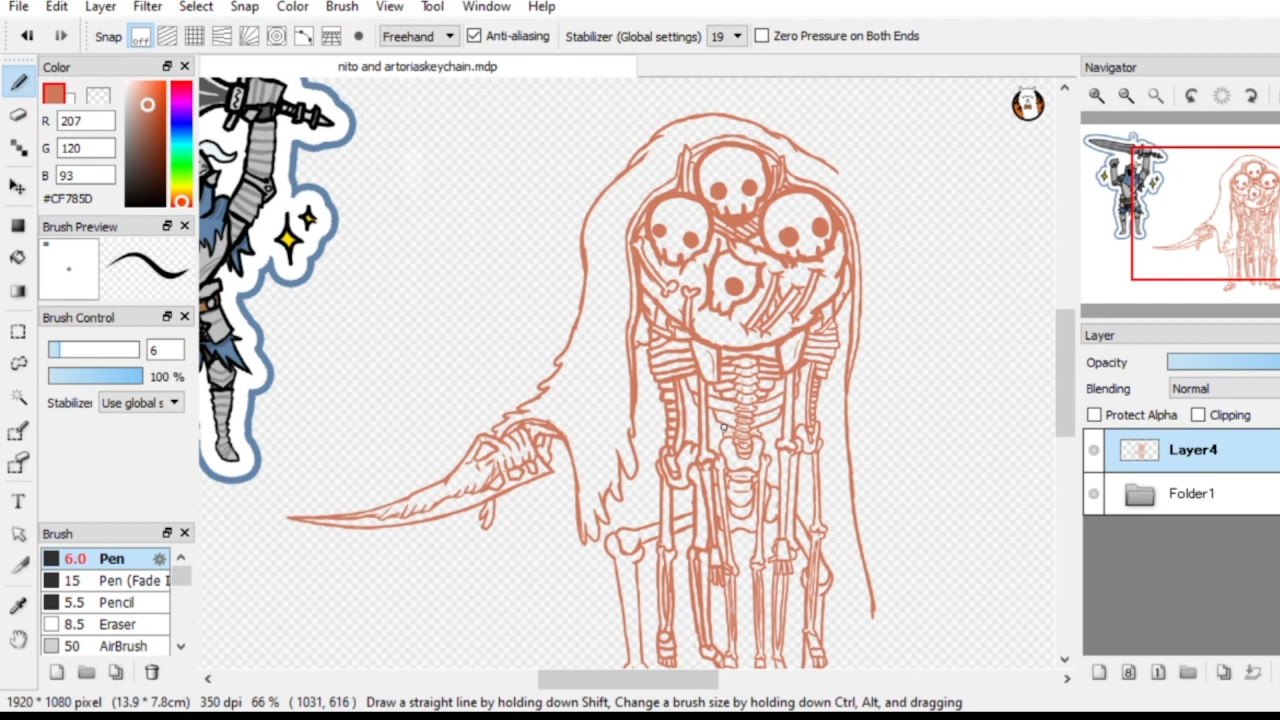 File Edit Layer Filter Select Snap Color Brush View Tool Window Help
Snap off Freehand Anti-aliasing Stabilizer (Global settings) 19 Zero Pressure on Both Ends
Color
nito and artoriaskeychain.mdp
Navigator
R 207
G 120
B 93
#CF785D
Brush Preview
Brush Control
6
100 %
Stabilizer Use global s
Layer
Opacity
Blending Normal
Protect Alpha Clipping
Layer4
Folder1
Brush
6.0 Pen
15 Pen (Fade I
5.5 Pencil
8.5 Eraser
50 AirBrush
1920 * 1080 pixel (13.9 * 7.8cm) 350 dpi 66 % ( 1031, 616 ) Draw a straight line by holding down Shift, Change a brush size by holding down Ctrl, Alt, and dragging